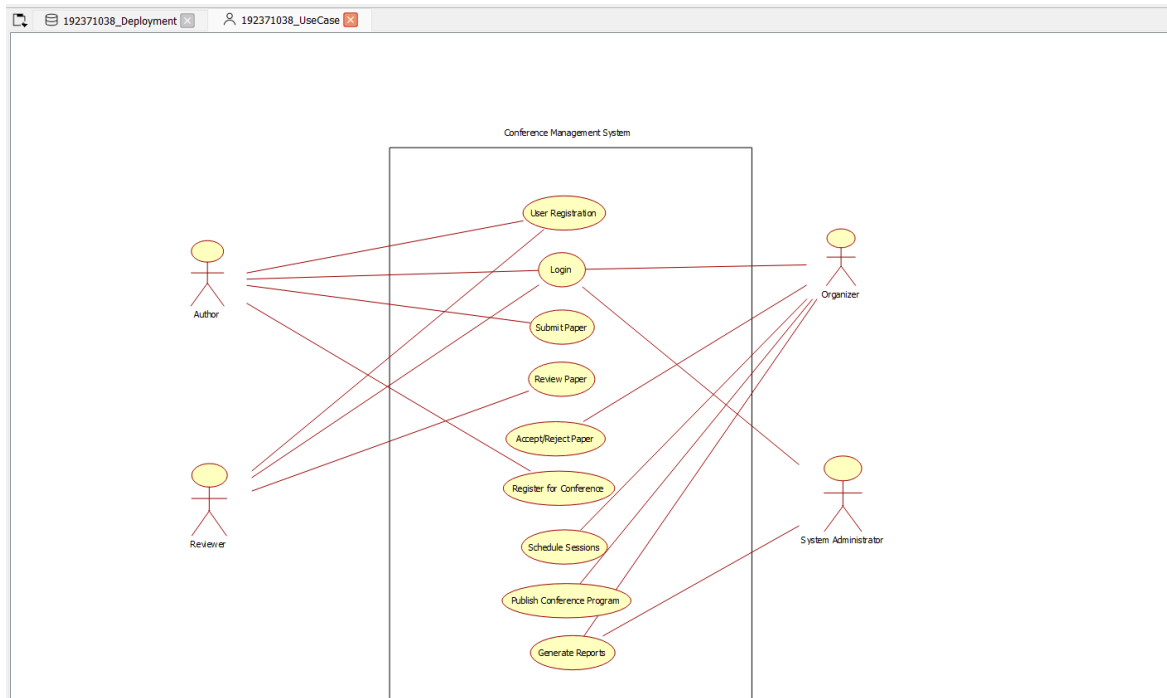 192371038_Deployment
192371038_UseCase
Conference Management System
User Registration
Login
Author
Organizer
Submit Paper
Review Paper
Accept/Reject Paper
Register for Conference
Reviewer
Schedule Sessions
System Administrator
Publish Conference Program
Generate Reports